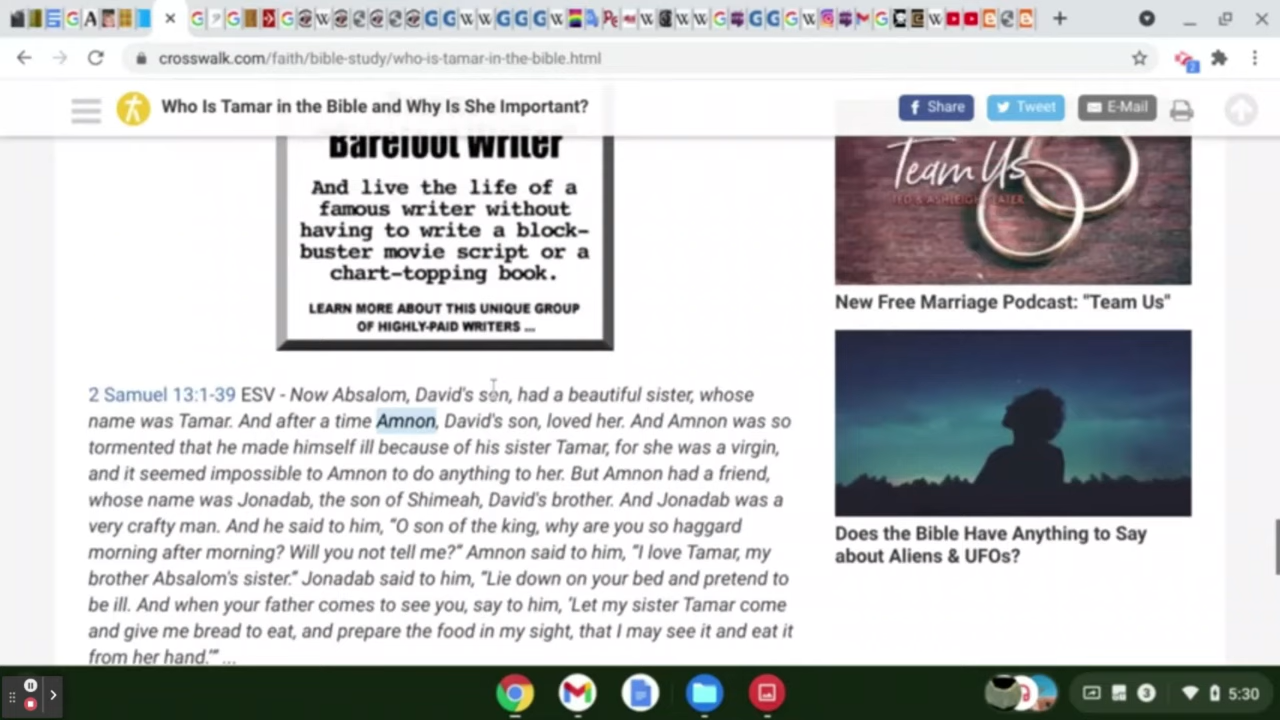 crosswalk.com/faith/bible-study/who-is-tamar-in-the-bible.html
Who Is Tamar in the Bible and Why Is She Important?
Share
Tweet
E-Mail
Barefoot Writer
And live the life of a
famous writer without
having to write a block-
buster movie script or a
chart-topping book.
LEARN MORE ABOUT THIS UNIQUE GROUP
OF HIGHLY-PAID WRITERS ...
Team Us
TED & ASHLEIGH SLATER
New Free Marriage Podcast: "Team Us"
Does the Bible Have Anything to Say
about Aliens & UFOs?
2 Samuel 13:1-39 ESV - Now Absalom, David's son, had a beautiful sister, whose
name was Tamar. And after a time Amnon, David's son, loved her. And Amnon was so
tormented that he made himself ill because of his sister Tamar, for she was a virgin,
and it seemed impossible to Amnon to do anything to her. But Amnon had a friend,
whose name was Jonadab, the son of Shimeah, David's brother. And Jonadab was a
very crafty man. And he said to him, “O son of the king, why are you so haggard
morning after morning? Will you not tell me?” Amnon said to him, “I love Tamar, my
brother Absalom's sister.” Jonadab said to him, “Lie down on your bed and pretend to
be ill. And when your father comes to see you, say to him, ‘Let my sister Tamar come
and give me bread to eat, and prepare the food in my sight, that I may see it and eat it
from her hand.’” ...
3
5:30